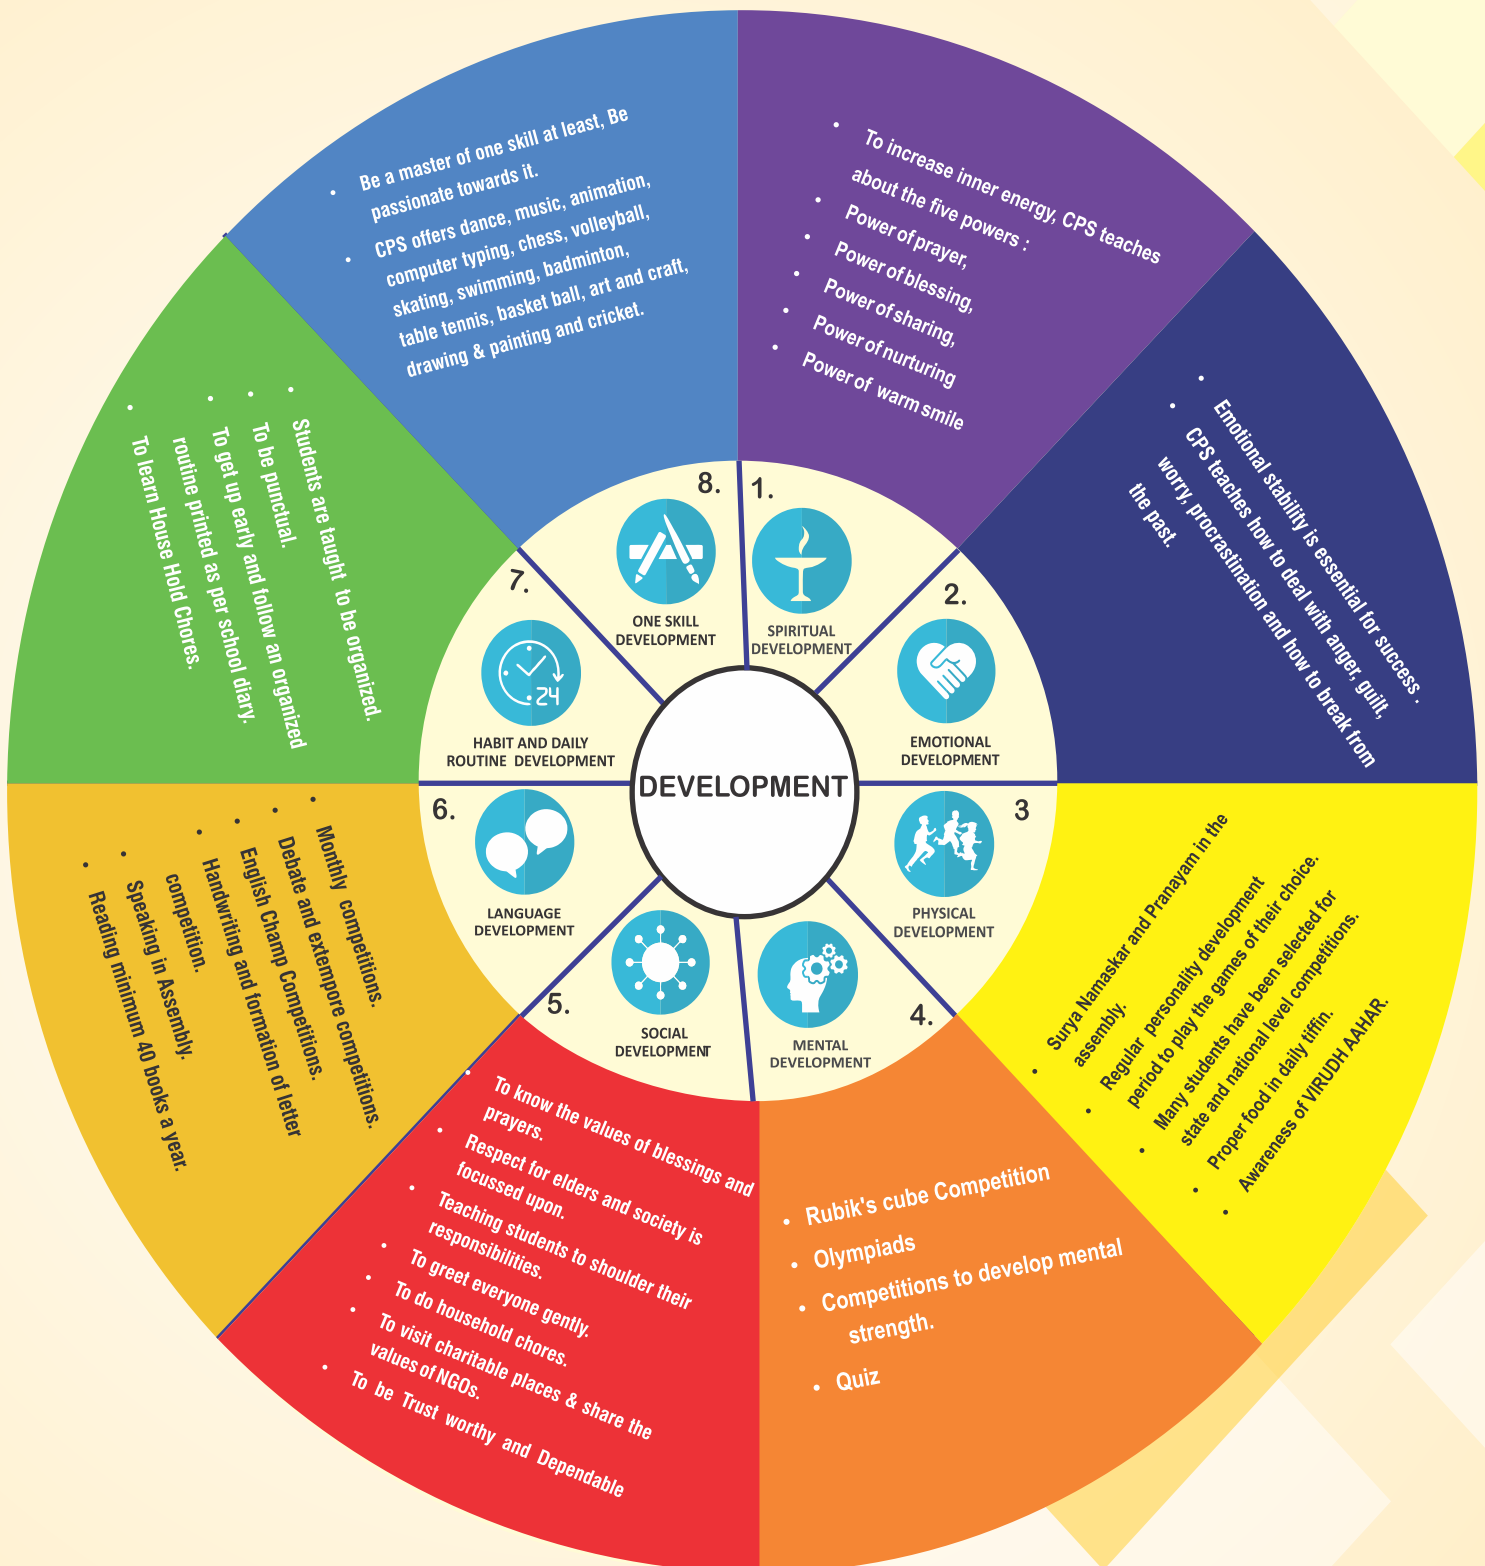 DEVELOPMENT
1.
SPIRITUAL
DEVELOPMENT
• To increase inner energy, CPS teaches
about the five powers :
• Power of prayer,
• Power of blessing,
• Power of sharing,
• Power of nurturing
• Power of warm smile
2.
EMOTIONAL
DEVELOPMENT
• Emotional stability is essential for success .
• CPS teaches how to deal with anger, guilt,
worry, procrastination and how to break from
the past.
3
PHYSICAL
DEVELOPMENT
• Surya Namaskar and Pranayam in the
assembly.
• Regular personality development
period to play the games of their choice.
• Many students have been selected for
state and national level competitions.
• Proper food in daily tiffin.
• Awareness of VIRUDH AAHAR.
4.
MENTAL
DEVELOPMENT
• Rubik's cube Competition
• Olympiads
• Competitions to develop mental
strength.
• Quiz
5.
SOCIAL
DEVELOPMENT
• To know the values of blessings and
prayers.
• Respect for elders and society is
focussed upon.
• Teaching students to shoulder their
responsibilities.
• To greet everyone gently.
• To do household chores.
• To visit charitable places & share the
values of NGOs.
• To be Trust worthy and Dependable
6.
LANGUAGE
DEVELOPMENT
• Monthly competitions.
• Debate and extempore competitions.
• English Champ Competitions.
• Handwriting and formation of letter
competition.
• Speaking in Assembly.
• Reading minimum 40 books a year.
7.
24
HABIT AND DAILY
ROUTINE DEVELOPMENT
• Students are taught to be organized.
• To be punctual.
• To get up early and follow an organized
routine printed as per school diary.
• To learn House Hold Chores.
8.
ONE SKILL
DEVELOPMENT
• Be a master of one skill at least, Be
passionate towards it.
• CPS offers dance, music, animation,
computer typing, chess, volleyball,
skating, swimming, badminton,
table tennis, basket ball, art and craft,
drawing & painting and cricket.